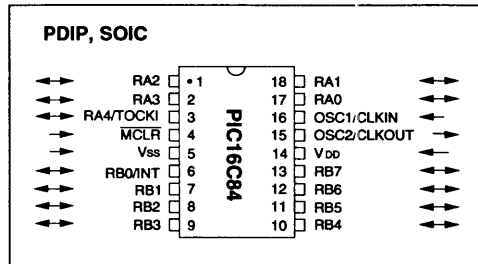 PDIP, SOIC
RA2 •1 18 RA1
RA3 2 17 RA0
RA4/TOCKI 3 16 OSC1/CLKIN
MCLR 4 15 OSC2/CLKOUT
Vss 5 14 VDD
RB0/INT 6 13 RB7
RB1 7 12 RB6
RB2 8 11 RB5
RB3 9 10 RB4
PIC16C84